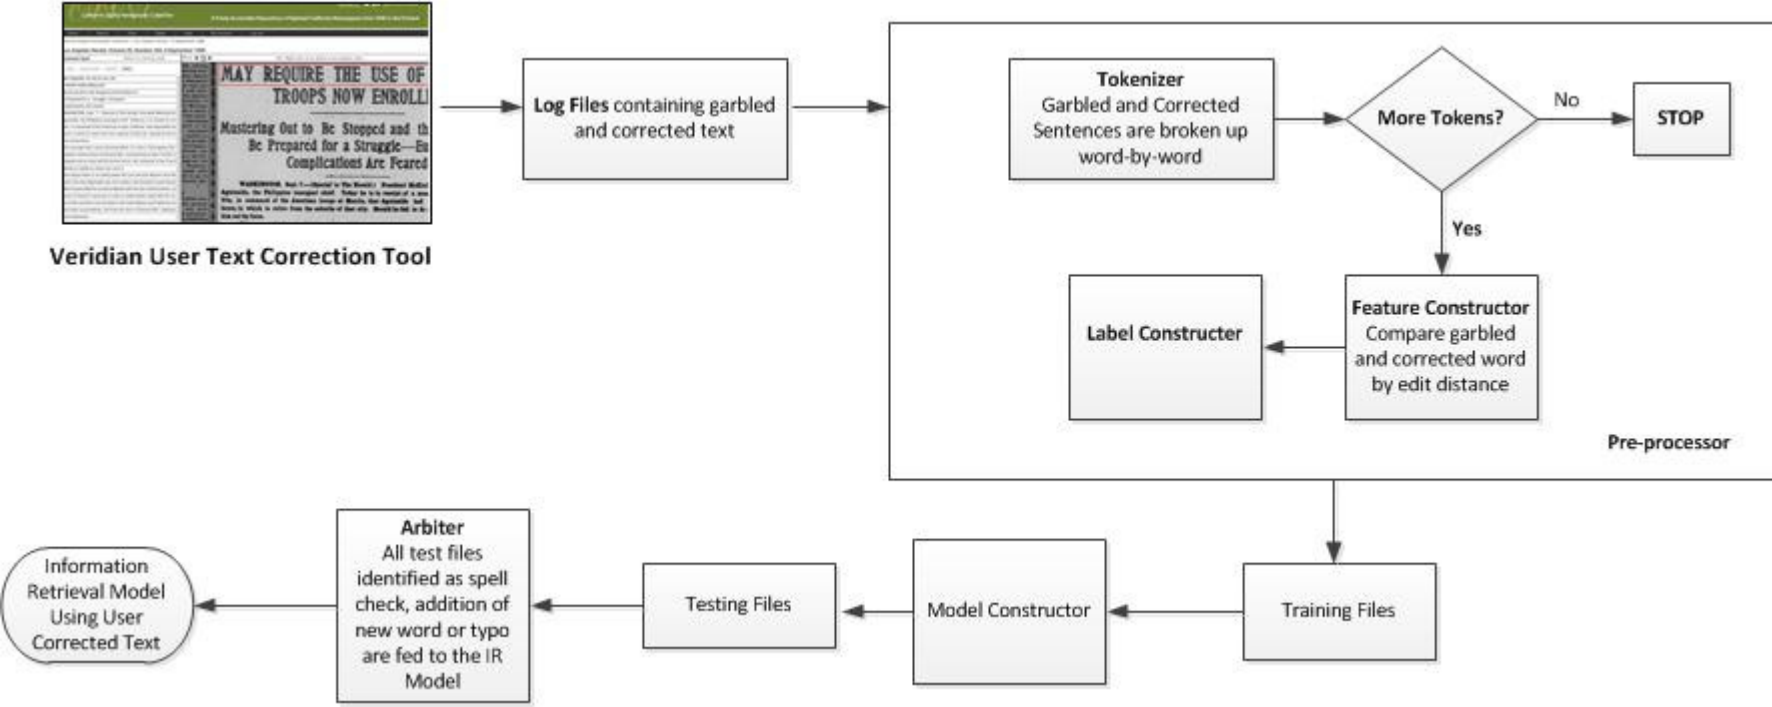 MAY REQUIRE THE USE OF
TROOPS NOW ENROLL
Mustering Out to Be Stopped and th
Be Prepared for a Struggle—En
Complications Are Feared
Veridian User Text Correction Tool
Log Files containing garbled
and corrected text
Tokenizer
Garbled and Corrected
Sentences are broken up
word-by-word
More Tokens?
No
STOP
Yes
Label Constructer
Feature Constructor
Compare garbled
and corrected word
by edit distance
Pre-processor
Information
Retrieval Model
Using User
Corrected Text
Arbiter
All test files
identified as spell
check, addition of
new word or typo
are fed to the IR
Model
Testing Files
Model Constructor
Training Files